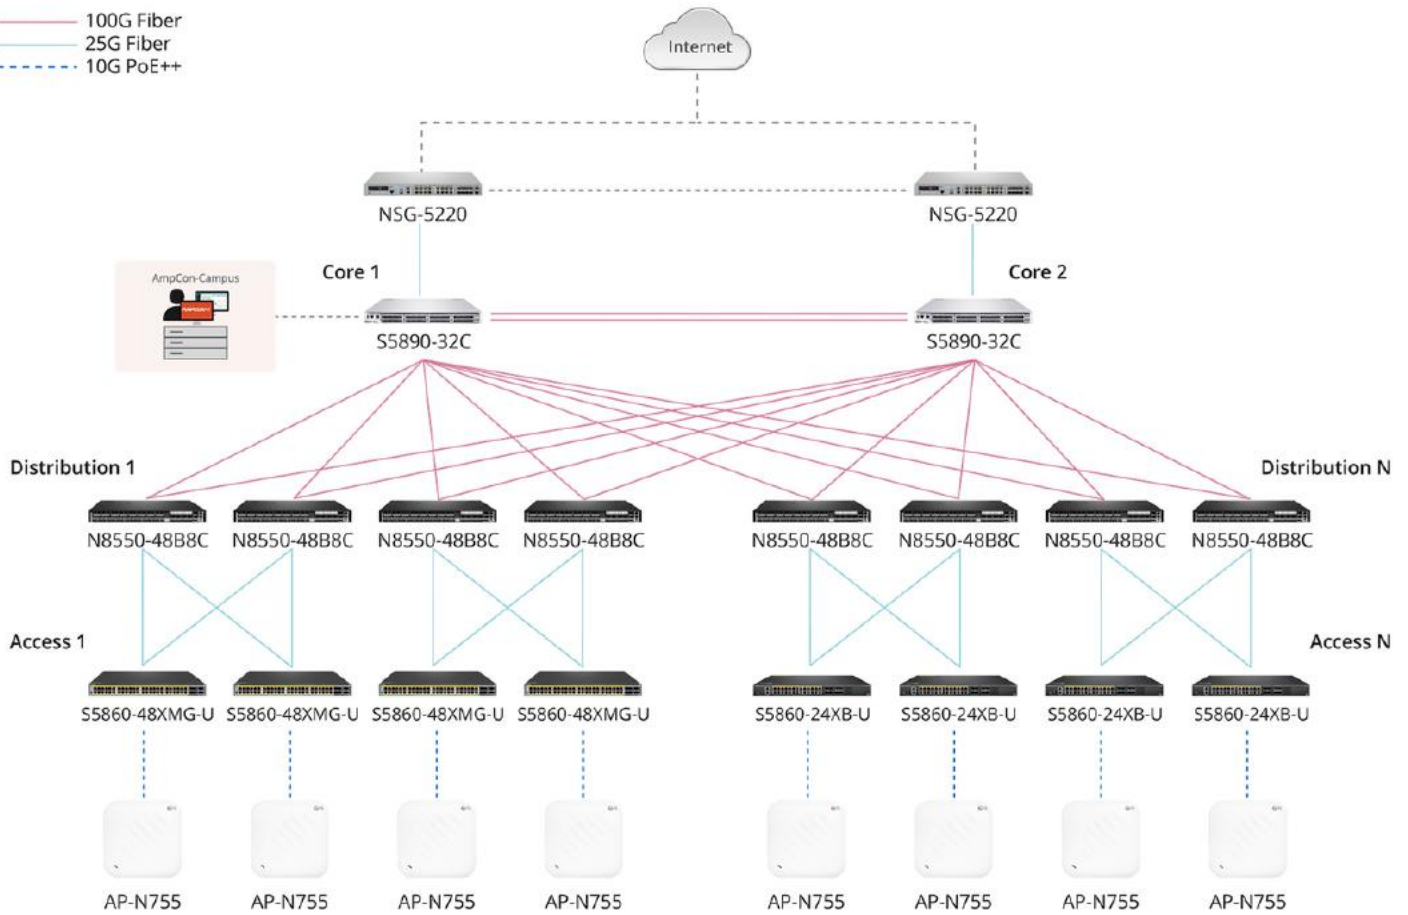 100G Fiber
25G Fiber
10G PoE++
Internet
NSG-5220
NSG-5220
AmpCon-Campus
Core 1
Core 2
S5890-32C
S5890-32C
Distribution 1
Distribution N
N8550-48B8C
N8550-48B8C
N8550-48B8C
N8550-48B8C
N8550-48B8C
N8550-48B8C
N8550-48B8C
N8550-48B8C
Access 1
Access N
S5860-48XMG-U
S5860-48XMG-U
S5860-48XMG-U
S5860-48XMG-U
S5860-24XB-U
S5860-24XB-U
S5860-24XB-U
S5860-24XB-U
AP-N755
AP-N755
AP-N755
AP-N755
AP-N755
AP-N755
AP-N755
AP-N755